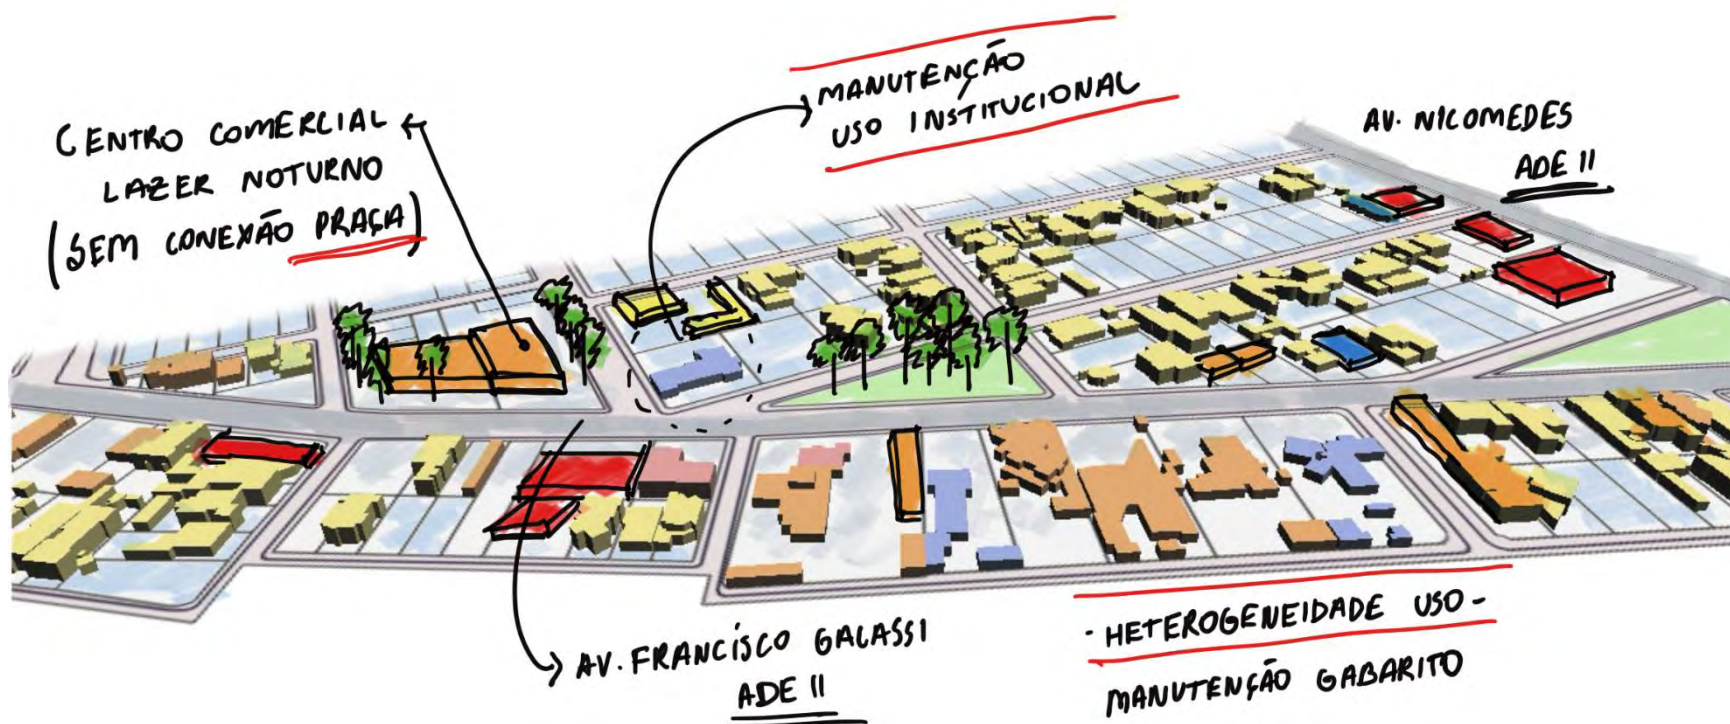 CENTRO COMERCIAL
LAZER NOTURNO
(SEM CONEXÃO PRAÇA)
MANUTENÇÃO
USO INSTITUCIONAL
AV. NICOMEDES
ADE II
AV. FRANCÍSCO GALASSI
ADE II
- HETEROGENEIDADE USO -
MANUTENÇÃO GABARITO